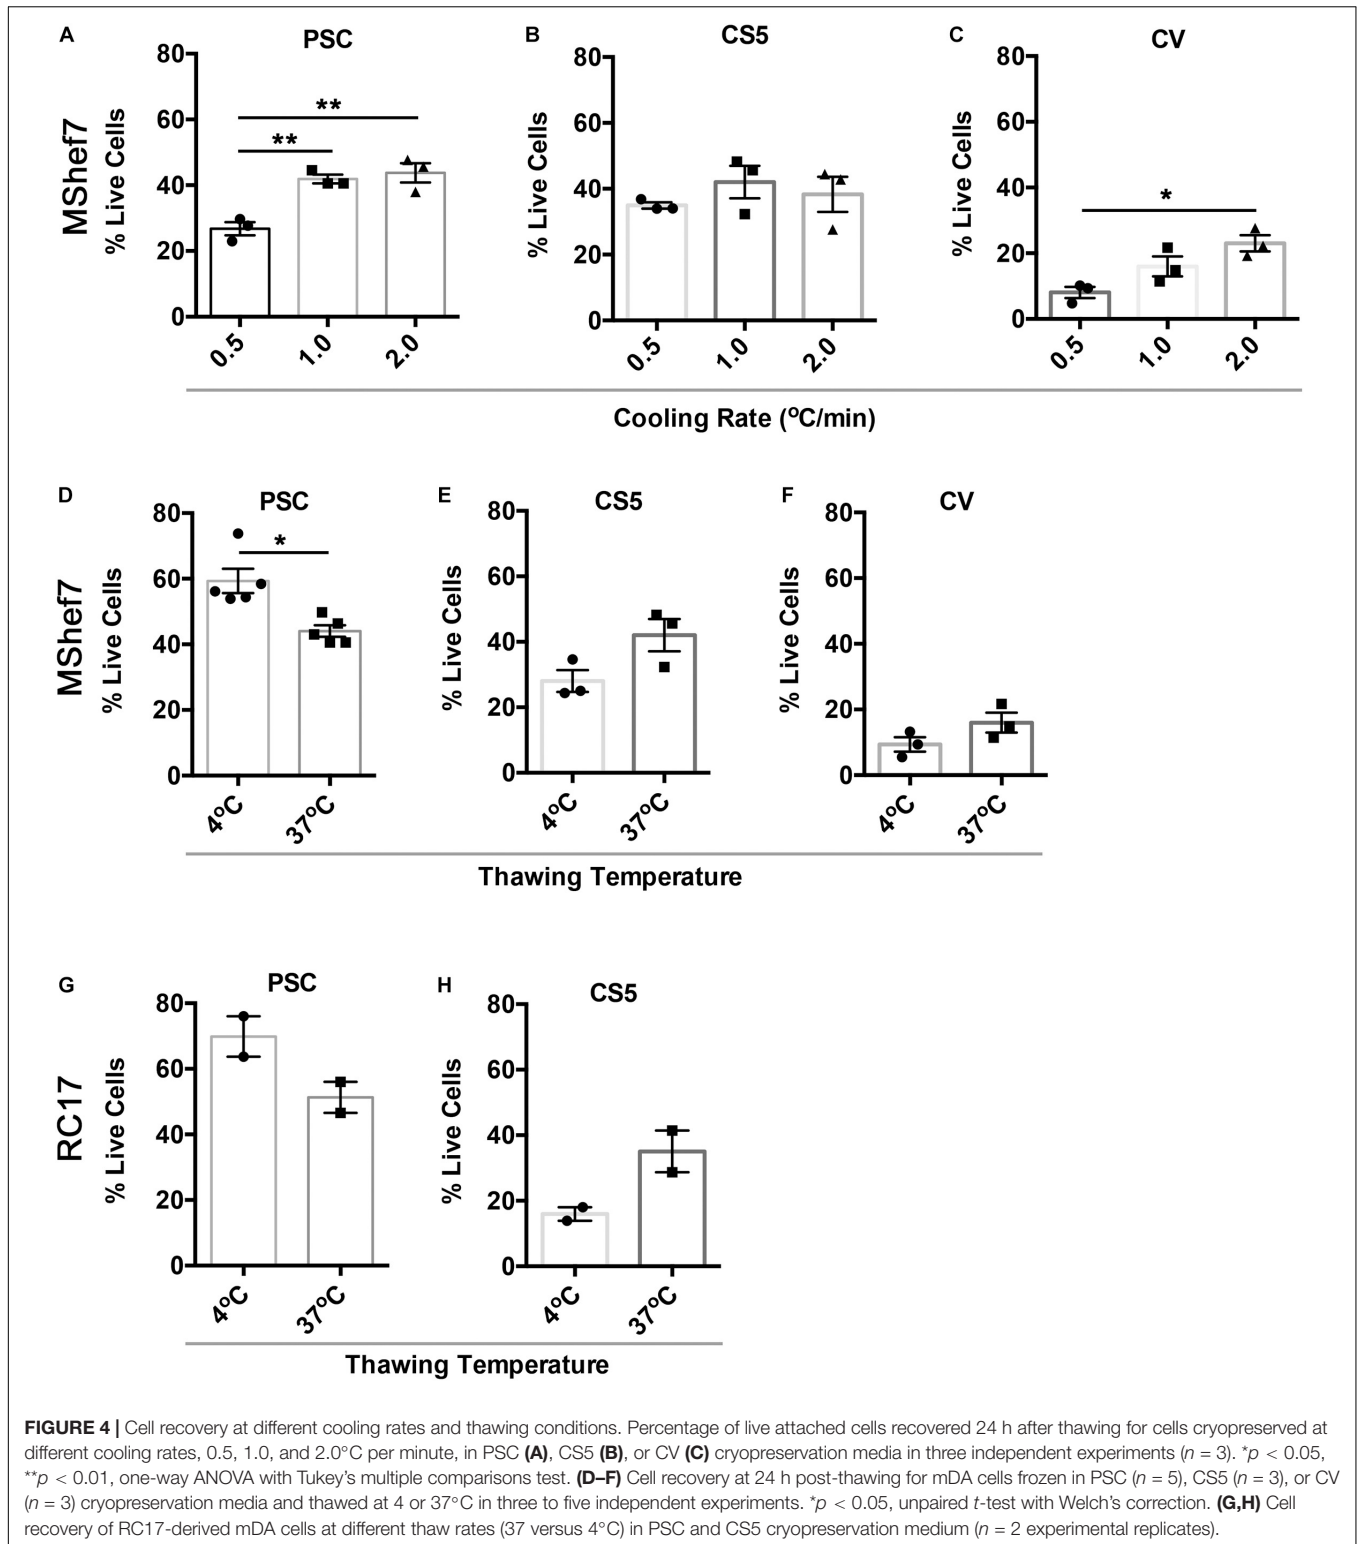 A
PSC
MShef7
% Live Cells
80
60
40
20
0
**
**
0.5
1.0
2.0
B
CS5
% Live Cells
80
60
40
20
0
0.5
1.0
2.0
C
CV
% Live Cells
80
60
40
20
0
*
0.5
1.0
2.0
Cooling Rate (ºC/min)
D
PSC
MShef7
% Live Cells
80
60
40
20
0
*
4ºC
37ºC
E
CS5
% Live Cells
80
60
40
20
0
4ºC
37ºC
F
CV
% Live Cells
80
60
40
20
0
4ºC
37ºC
Thawing Temperature
G
PSC
RC17
% Live Cells
80
60
40
20
0
4ºC
37ºC
H
CS5
% Live Cells
80
60
40
20
0
4ºC
37ºC
Thawing Temperature
FIGURE 4 | Cell recovery at different cooling rates and thawing conditions. Percentage of live attached cells recovered 24 h after thawing for cells cryopreserved at
different cooling rates, 0.5, 1.0, and 2.0°C per minute, in PSC (A), CS5 (B), or CV (C) cryopreservation media in three independent experiments (n = 3). *p < 0.05,
**p < 0.01, one-way ANOVA with Tukey's multiple comparisons test. (D–F) Cell recovery at 24 h post-thawing for mDA cells frozen in PSC (n = 5), CS5 (n = 3), or CV
(n = 3) cryopreservation media and thawed at 4 or 37°C in three to five independent experiments. *p < 0.05, unpaired t-test with Welch's correction. (G,H) Cell
recovery of RC17-derived mDA cells at different thaw rates (37 versus 4°C) in PSC and CS5 cryopreservation medium (n = 2 experimental replicates).